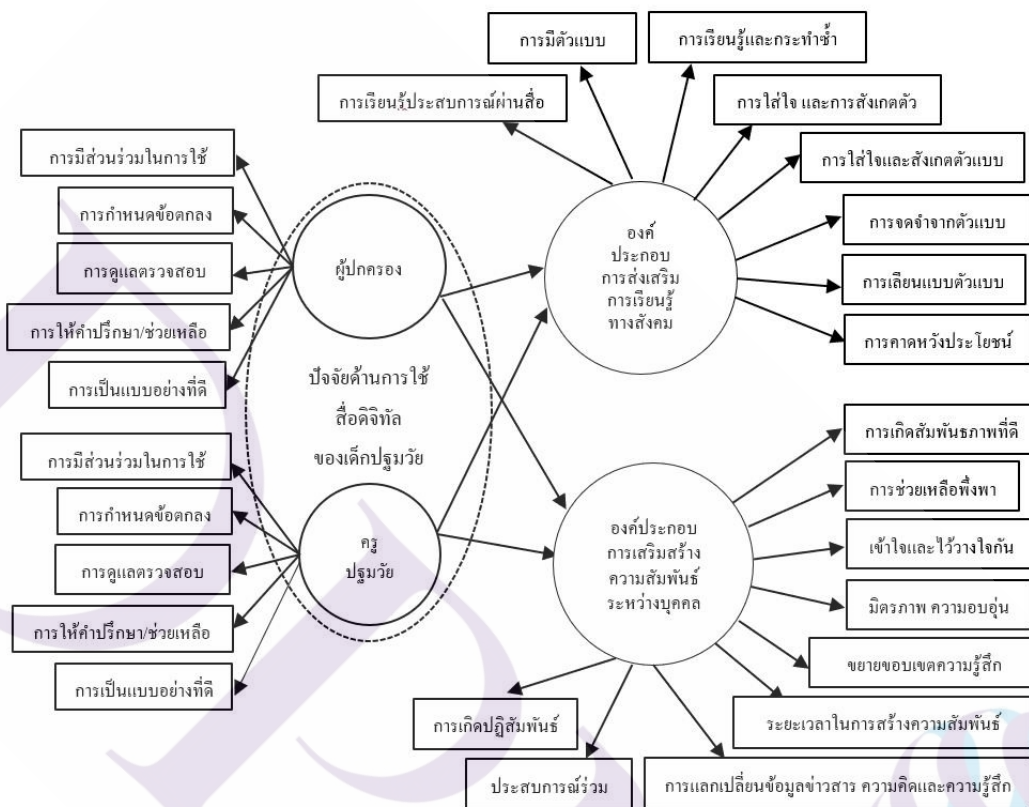 การมีตัวแบบ
การเรียนรู้และกระทำซ้ำ
การเรียนรู้ประสบการณ์ผ่านสื่อ
การใส่ใจ และการสังเกตตัว
การมีส่วนร่วมในการใช้
การใส่ใจและสังเกตตัวแบบ
การกำหนดข้อตกลง
การจดจำจากตัวแบบ
การดูแลตรวจสอบ
ผู้ปกครอง
องค์
ประกอบ
การส่งเสริม
การเรียนรู้
ทางสังคม
การเลียนแบบตัวแบบ
การให้คำปรึกษา/ช่วยเหลือ
การคาดหวังประโยชน์
การเป็นแบบอย่างที่ดี
ปัจจัยด้านการใช้
สื่อดิจิทัล
ของเด็กปฐมวัย
การเกิดสัมพันธภาพที่ดี
การมีส่วนร่วมในการใช้
การช่วยเหลือพึ่งพา
การกำหนดข้อตกลง
ครู
ปฐมวัย
องค์ประกอบ
การเสริมสร้าง
ความสัมพันธ์
ระหว่างบุคคล
เข้าใจและไว้วางใจกัน
การดูแลตรวจสอบ
มิตรภาพ ความอบอุ่น
การให้คำปรึกษา/ช่วยเหลือ
ขยายขอบเขตความรู้สึก
การเป็นแบบอย่างที่ดี
การเกิดปฏิสัมพันธ์
ระยะเวลาในการสร้างความสัมพันธ์
ประสบการณ์ร่วม
การแลกเปลี่ยนข้อมูลข่าวสาร ความคิดและความรู้สึก